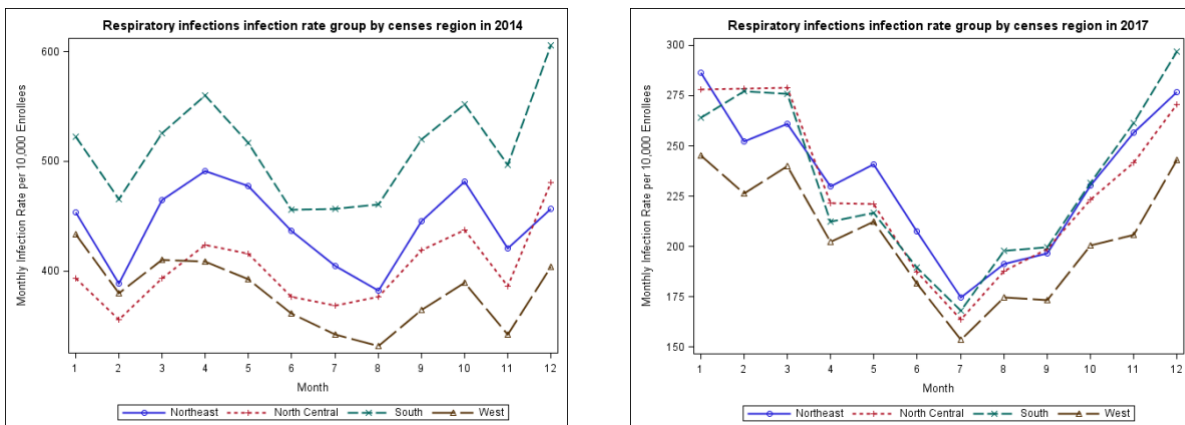 Respiratory infections infection rate group by censes region in 2014
600
500
400
Monthly Infection Rate per 10,000 Enrollees
1 2 3 4 5 6 7 8 9 10 11 12
Month
Northeast North Central South West
Respiratory infections infection rate group by censes region in 2017
300
275
250
225
200
175
150
Monthly Infection Rate per 10,000 Enrollees
1 2 3 4 5 6 7 8 9 10 11 12
Month
Northeast North Central South West